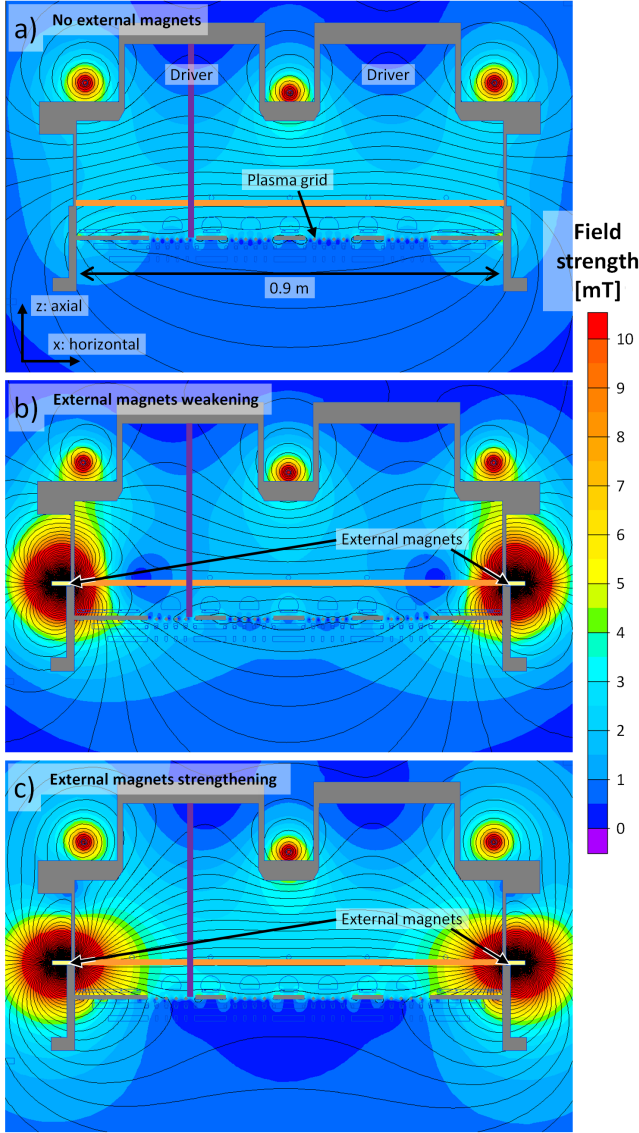 a)
No external magnets
Driver
Driver
Plasma grid
0.9 m
z: axial
x: horizontal
Field
strength
[mT]
10
9
8
7
6
5
4
3
2
1
0
b)
External magnets weakening
External magnets
c)
External magnets strengthening
External magnets